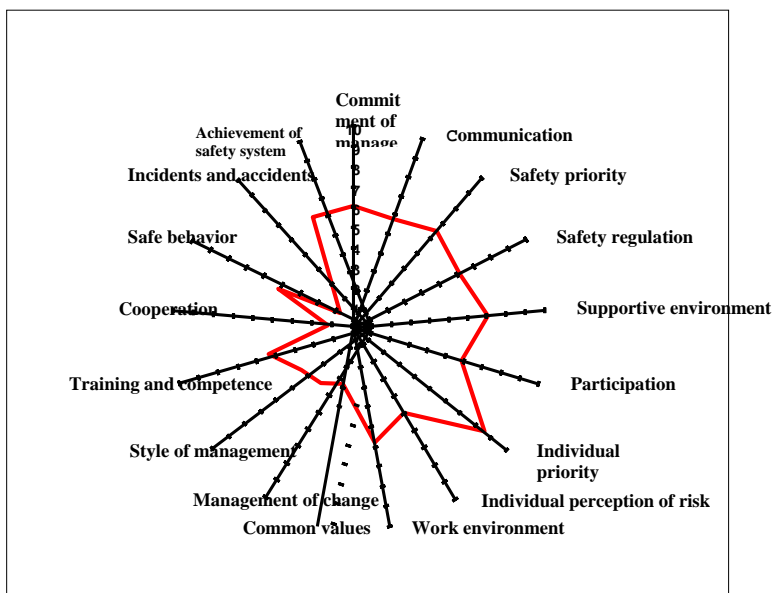 Commit
ment of
manage
Communication
Achievement of
safety system
Safety priority
Incidents and accidents
Safe behavior
Safety regulation
Cooperation
Supportive environment
Training and competence
Participation
Style of management
Individual
priority
Management of change
Individual perception of risk
Common values
Work environment
10
9
8
7
6
5
4
3